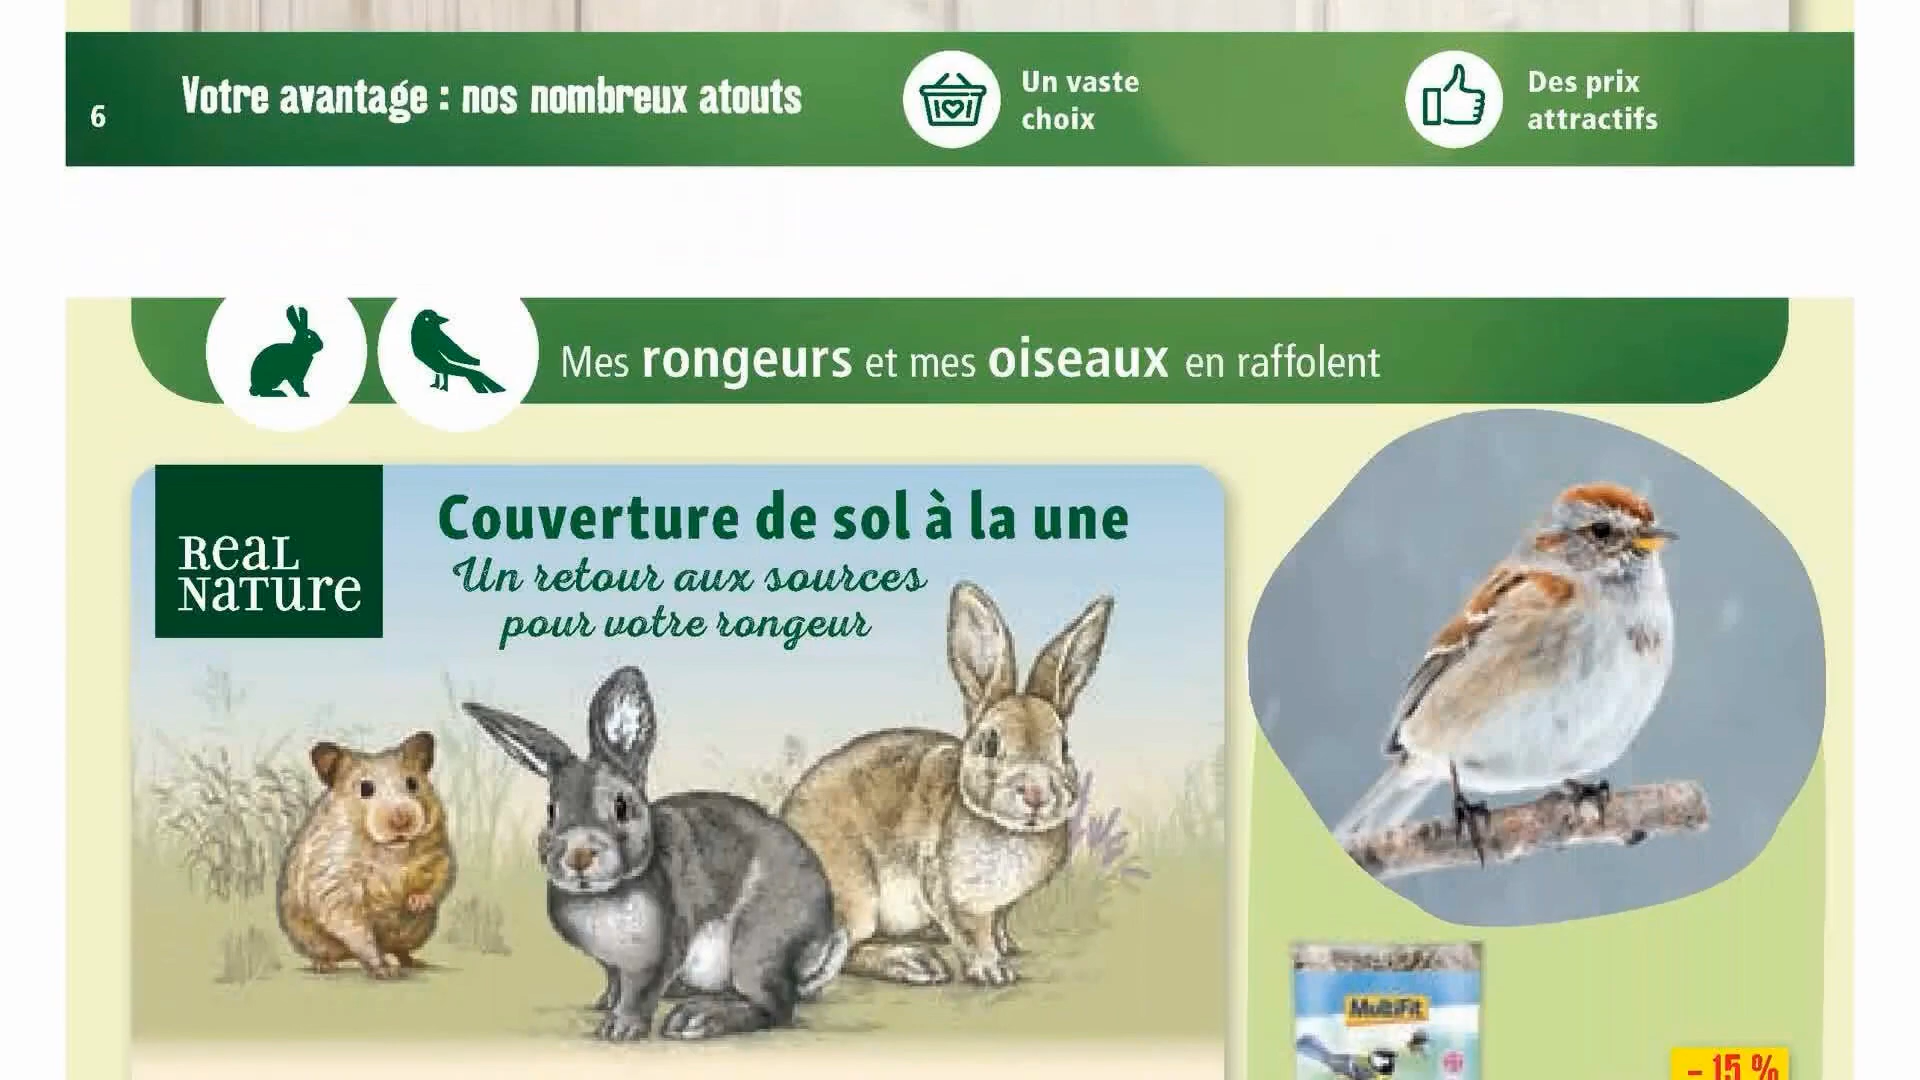 6
Votre avantage : nos nombreux atouts
Un vaste
choix
Des prix
attractifs
Mes rongeurs et mes oiseaux en raffolent
ReaL
Nature
Couverture de sol à la une
Un retour aux sources
pour votre rongeur
MultiFit
– 15 %